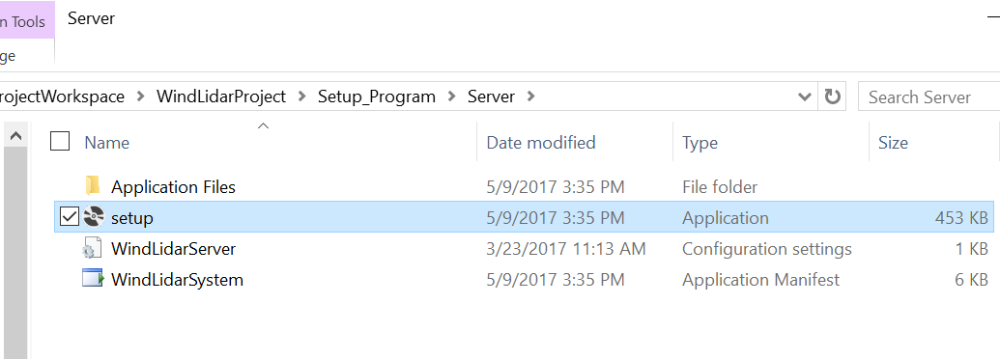 n Tools Server
ge
rojectWorkspace WindLidarProject Setup_Program Server Search Server
Name Date modified Type Size
Application Files 5/9/2017 3:35 PM File folder
setup 5/9/2017 3:35 PM Application 453 KB
WindLidarServer 3/23/2017 11:13 AM Configuration settings 1 KB
WindLidarSystem 5/9/2017 3:35 PM Application Manifest 6 KB